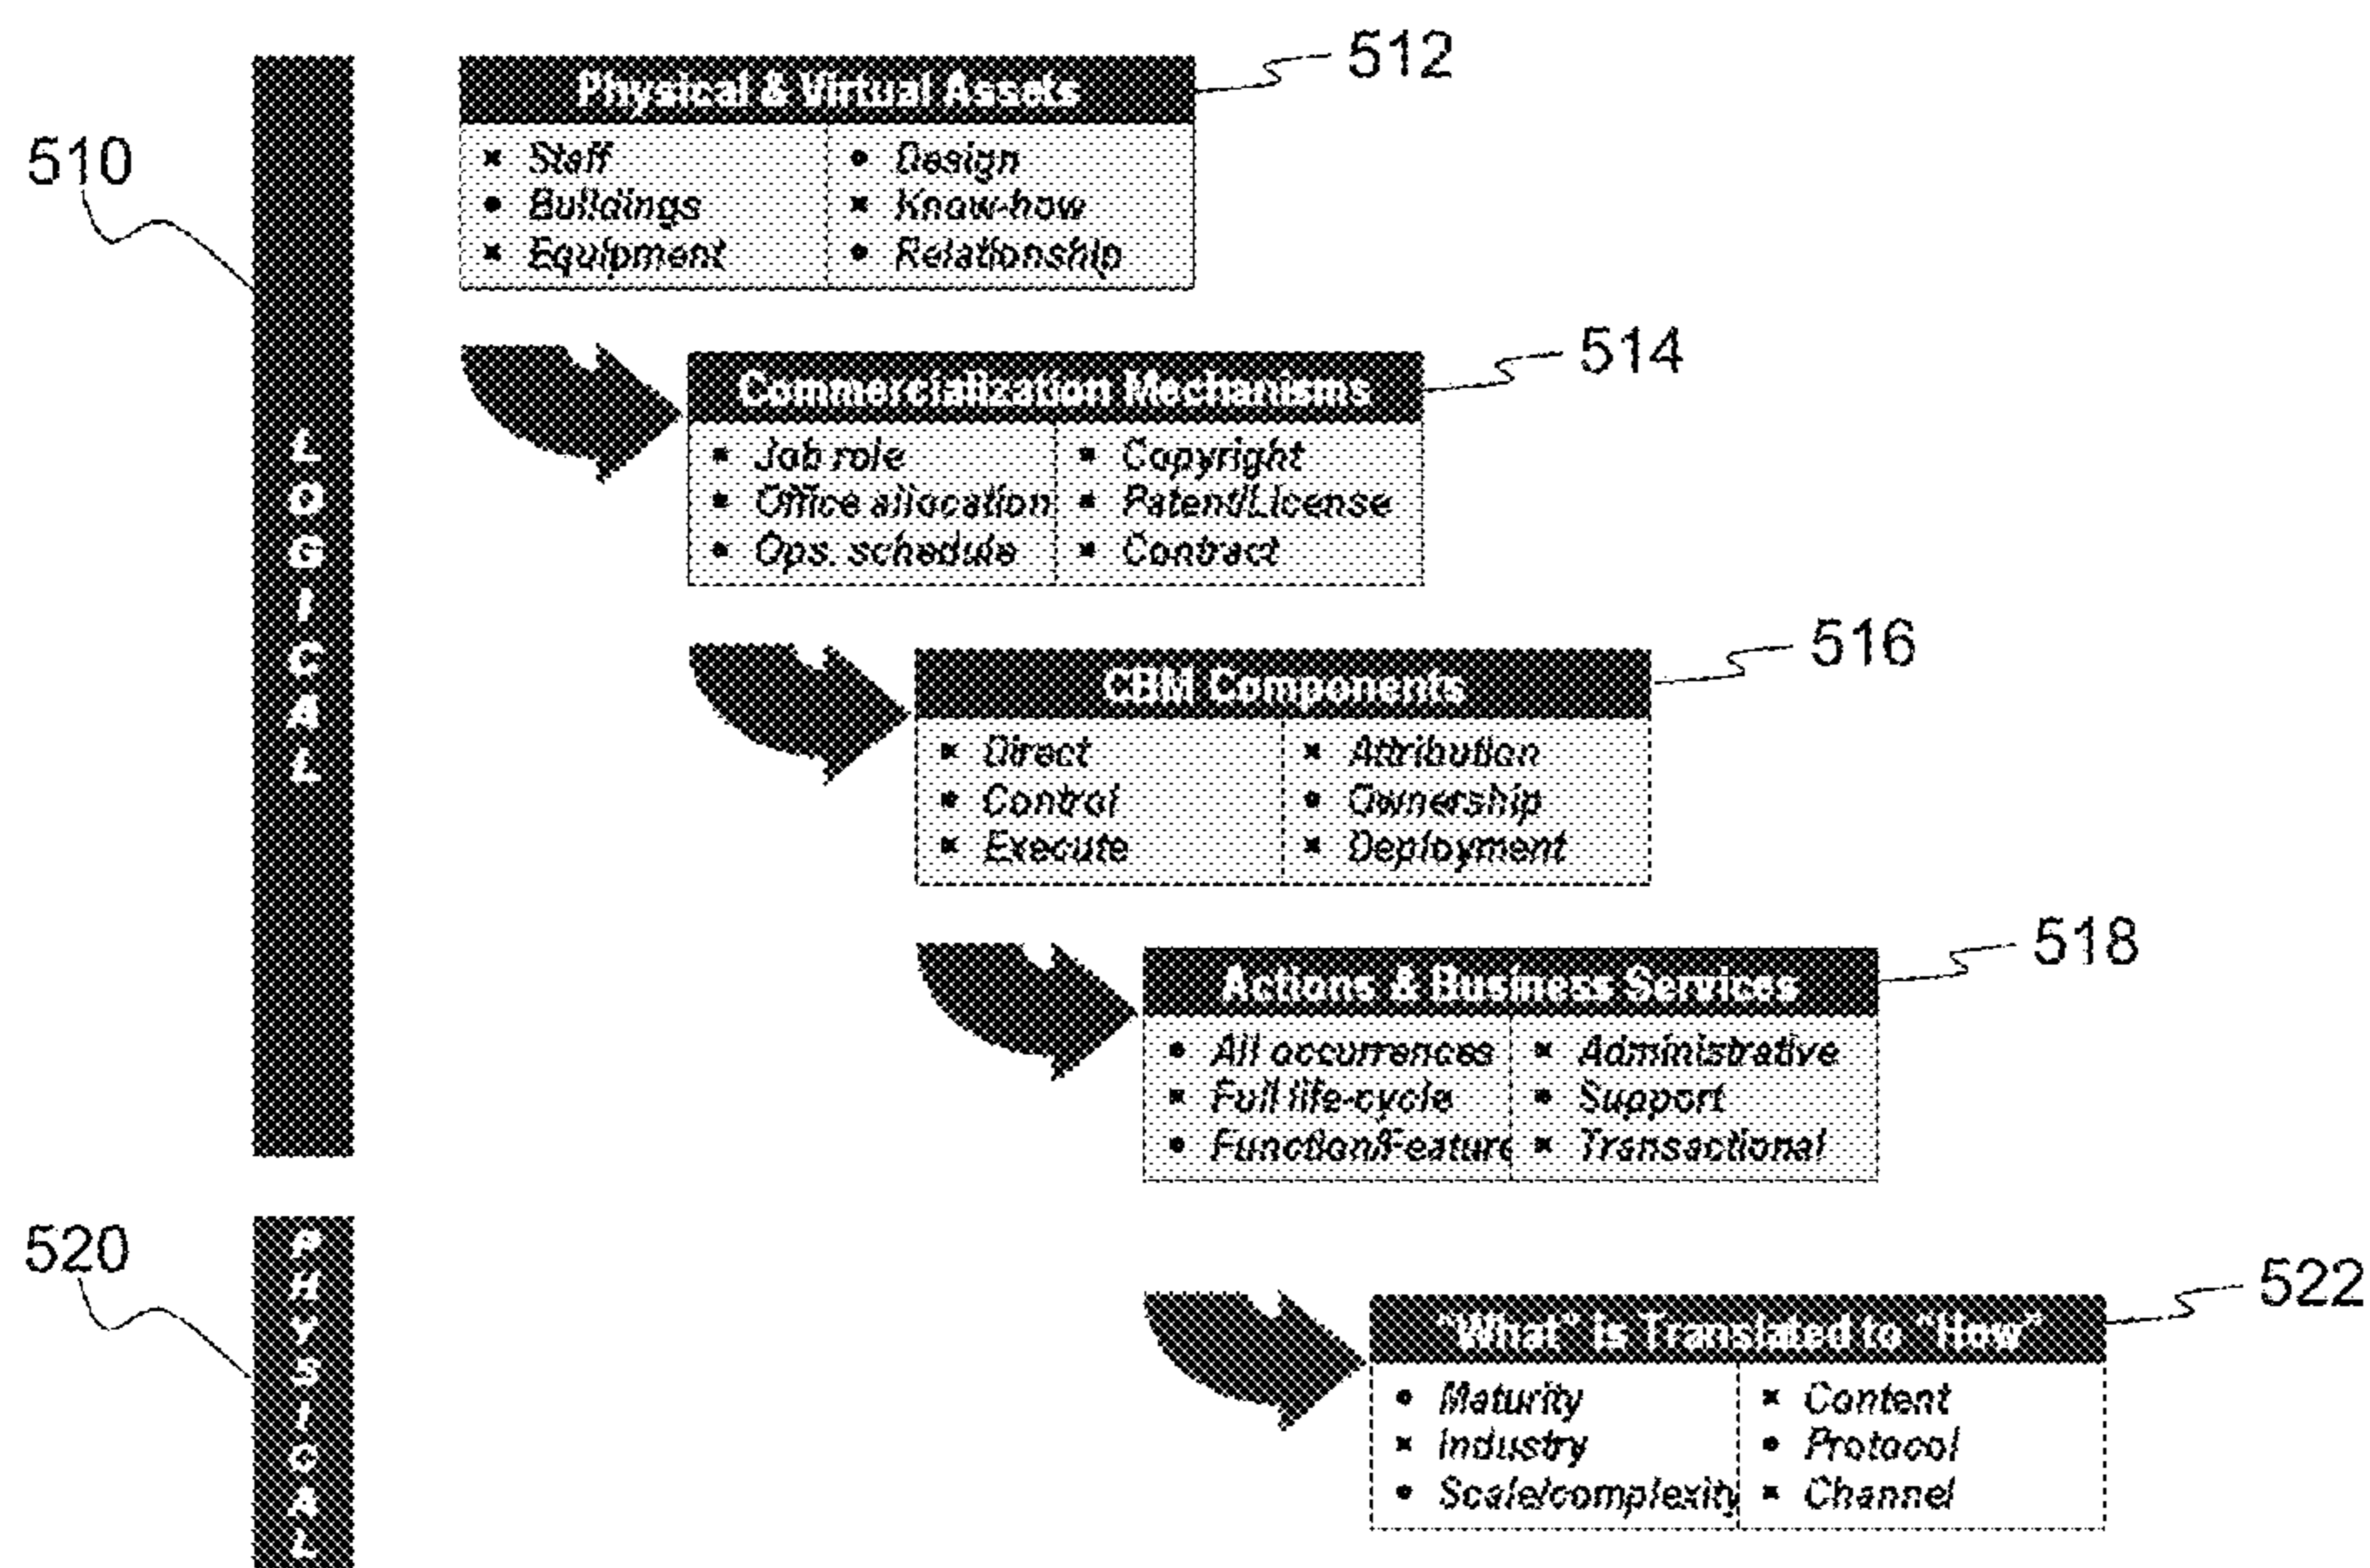 512
Physical & Virtual Assets
510
Staff
Buildings
Equipment
Design
Know-how
Relationship
LOGICAL
514
Commercialization Mechanisms
Job role
Office allocation
Ops. schedule
Copyright
Patent/License
Contract
516
CBM Components
Direct
Control
Execute
Attribution
Ownership
Deployment
518
Actions & Business Services
All occurrences
Full life-cycle
Function/Feature
Administrative
Support
Transactional
520
PHYSICAL
522
"What" is Translated to "How"
Maturity
Industry
Scale/complexity
Content
Protocol
Channel